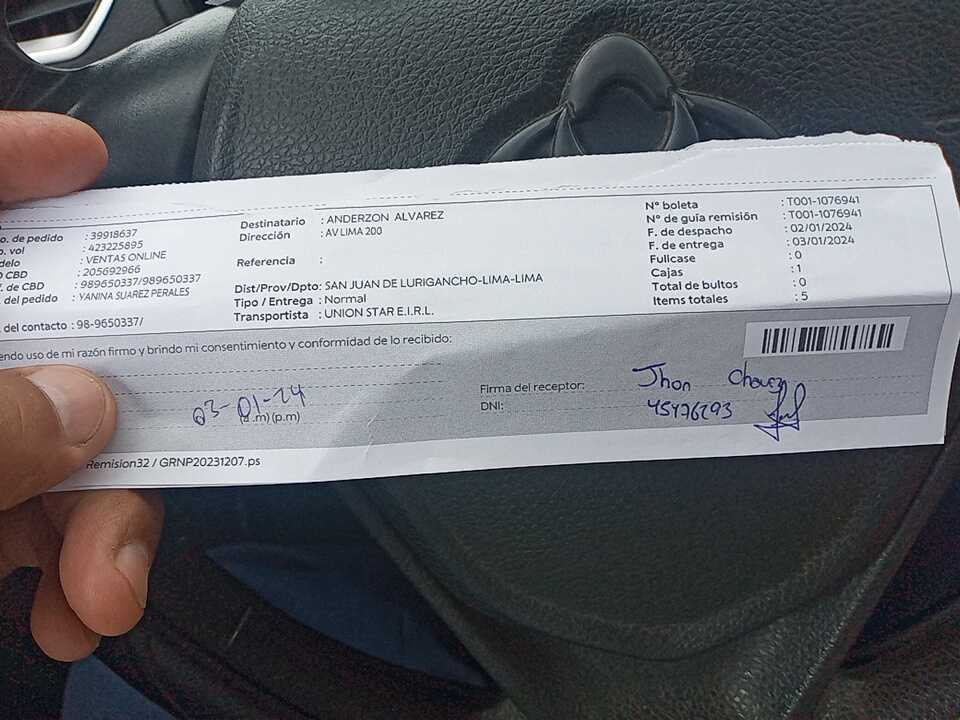 o. de pedido : 39918637
o. vol : 423225895
delo : VENTAS ONLINE
O CBD : 205692966
f. de CBD : 989650337/989650337
. del pedido : YANINA SUAREZ PERALES
. del contacto : 98-9650337/
Destinatario : ANDERZON ALVAREZ
Dirección : AV LIMA 200
Referencia :
Dist/Prov/Dpto: SAN JUAN DE LURIGANCHO-LIMA-LIMA
Tipo / Entrega : Normal
Transportista : UNION STAR E.I.R.L.
N° boleta : T001-1076941
N° de guía remisión : T001-1076941
F. de despacho : 02/01/2024
F. de entrega : 03/01/2024
Fullcase : 0
Cajas : 1
Total de bultos : 0
Items totales : 5
endo uso de mi razón firmo y brindo mi consentimiento y conformidad de lo recibido:
03-01-24
(a.m)(p.m)
Firma del receptor: Jhon Chavez
DNI: 45476293
Remision32 / GRNP20231207.ps